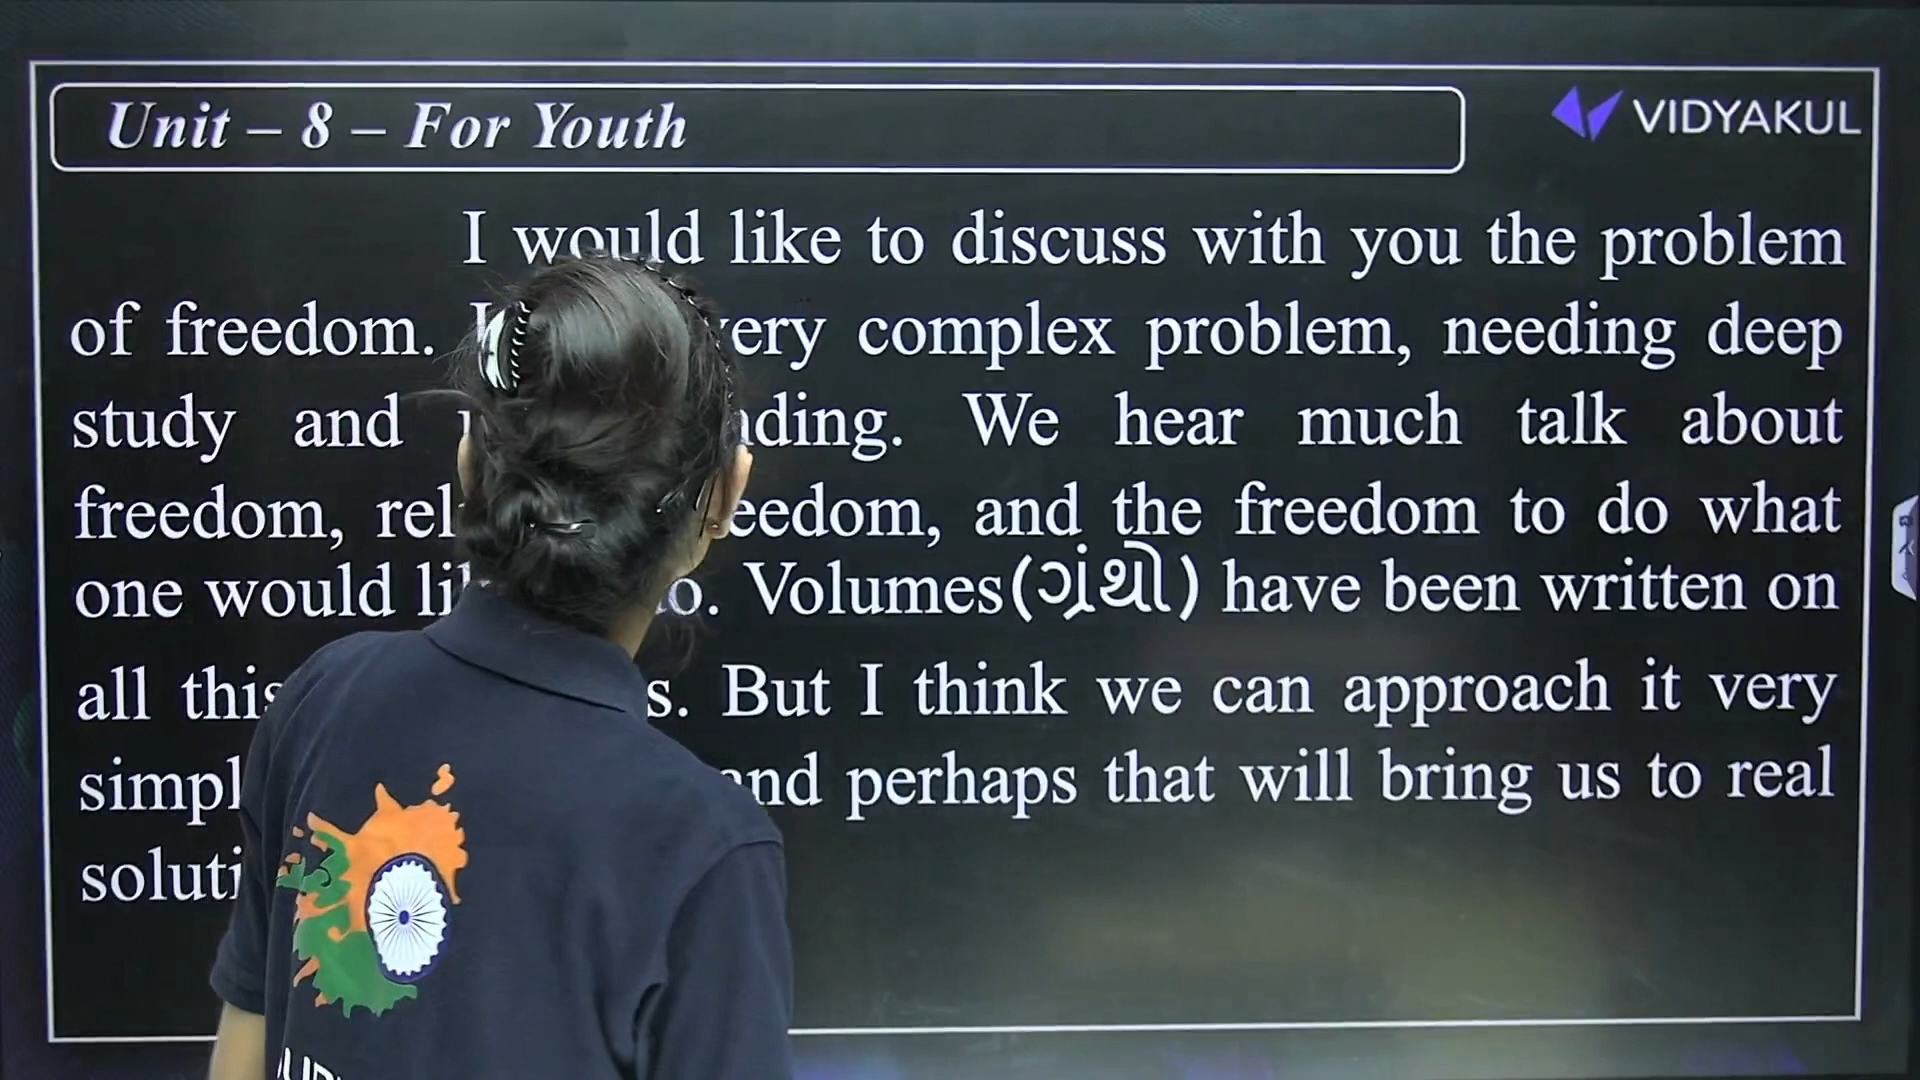 Unit – 8 – For Youth
VIDYAKUL
I would like to discuss with you the problem
of freedom. very complex problem, needing deep
study and We hear much talk about
freedom, and the freedom to do what
one would Volumes(ગ્રંથો) have been written on
all But I think we can approach it very
and perhaps that will bring us to real